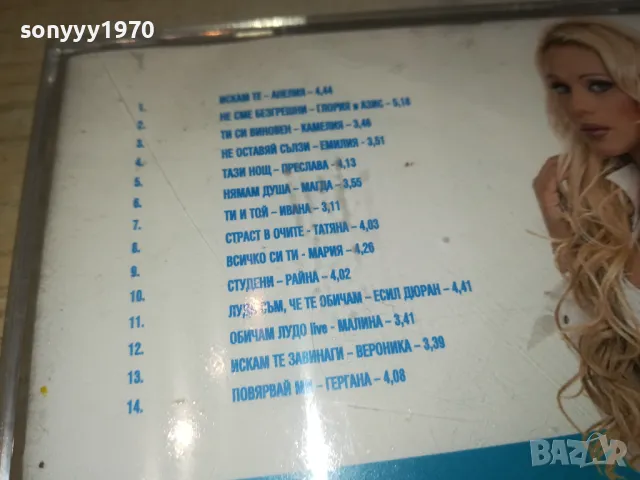 sonyyy1970
1. ИСКАМ ТЕ – АНЕЛИЯ – 4,44
2. НЕ СМЕ БЕЗГРЕШНИ – ГЛОРИЯ и АЗИС – 5,18
3. ТИ СИ ВИНОВЕН – КАМЕЛИЯ – 3,46
4. НЕ ОСТАВЯЙ СЪЛЗИ – ЕМИЛИЯ – 3,51
5. ТАЗИ НОЩ – ПРЕСЛАВА – 4,13
6. НЯМАМ ДУША – МАГДА – 3,55
7. ТИ И ТОЙ – ИВАНА – 3,11
8. СТРАСТ В ОЧИТЕ - ТАТЯНА – 4,03
9. ВСИЧКО СИ ТИ - МАРИЯ – 4,26
10. СТУДЕНИ – РАЙНА – 4,02
11. ЛУДО СЪМ, ЧЕ ТЕ ОБИЧАМ – ЕСИЛ ДЮРАН – 4,41
12. ОБИЧАМ ЛУДО live - МАЛИНА – 3,41
13. ИСКАМ ТЕ ЗАВИНАГИ – ВЕРОНИКА – 3,39
14. ПОВЯРВАЙ МИ – ГЕРГАНА – 4,08
BAZAR